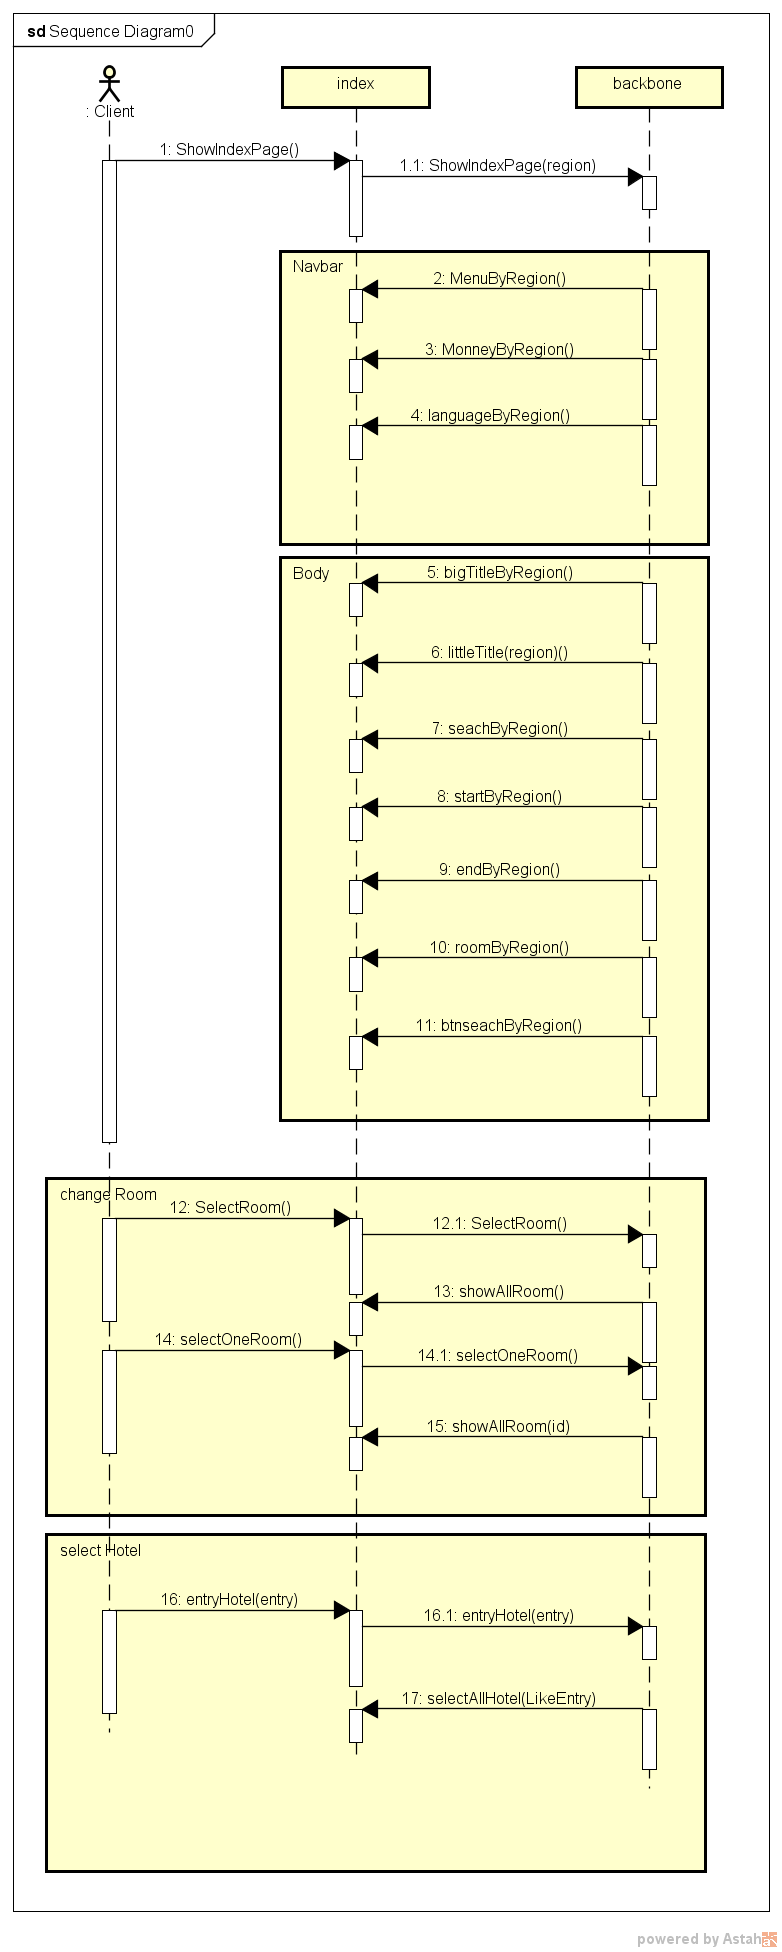 sd Sequence Diagram0
: Client
index
backbone
1: ShowIndexPage()
1.1: ShowIndexPage(region)
Navbar
2: MenuByRegion()
3: MonneyByRegion()
4: languageByRegion()
Body
5: bigTitleByRegion()
6: littleTitle(region)()
7: seachByRegion()
8: startByRegion()
9: endByRegion()
10: roomByRegion()
11: btnseachByRegion()
change Room
12: SelectRoom()
12.1: SelectRoom()
13: showAllRoom()
14: selectOneRoom()
14.1: selectOneRoom()
15: showAllRoom(id)
select Hotel
16: entryHotel(entry)
16.1: entryHotel(entry)
17: selectAllHotel(LikeEntry)
powered by Astah